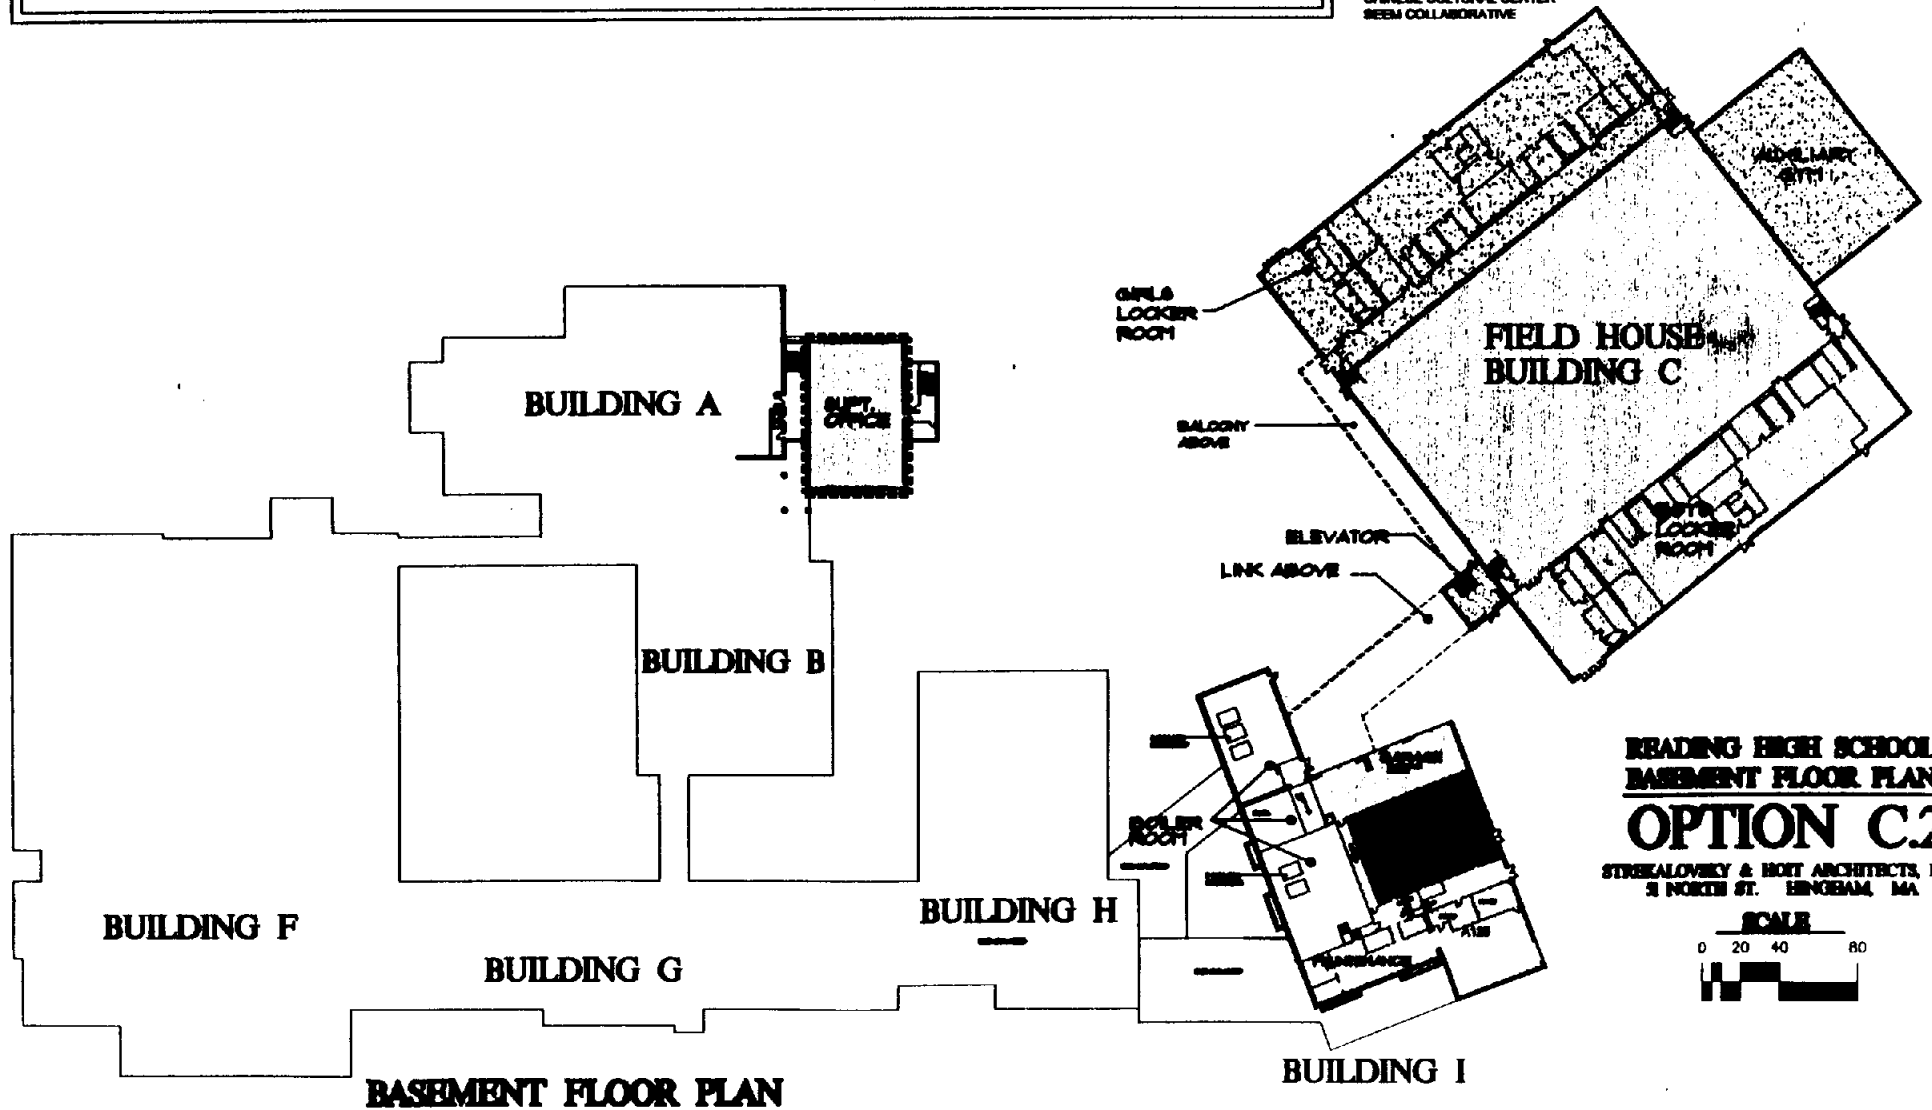 SEEM COLLABORATIVE
AUXILIARY
GYM
GIRLS
LOCKER
ROOM
FIELD HOUSE
BUILDING C
BUILDING A
SUPT.
OFFICE
BALCONY
ABOVE
BOYS
LOCKER
ROOM
ELEVATOR
LINK ABOVE
BUILDING B
READING HIGH SCHOOL
BASEMENT FLOOR PLAN
OPTION C.2
STREKALOVSKY & HOIT ARCHITECTS,
51 NORTH ST. HINGHAM, MA
SCALE
0 20 40 80
BOILER
ROOM
BUILDING F
BUILDING G
BUILDING H
MAINTENANCE
BUILDING I
BASEMENT FLOOR PLAN